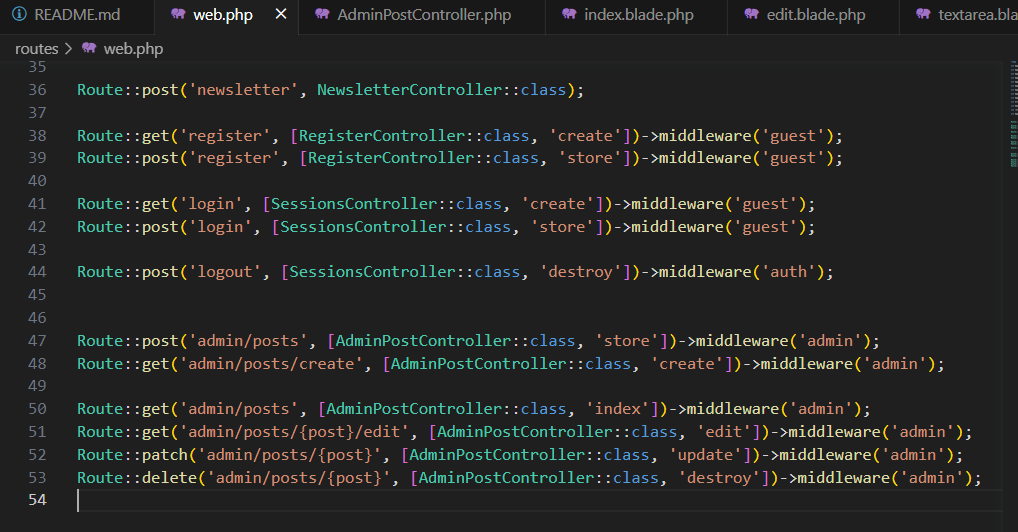 README.md web.php AdminPostController.php index.blade.php edit.blade.php textarea.bla
routes > web.php
35
36 Route::post('newsletter', NewsletterController::class);
37
38 Route::get('register', [RegisterController::class, 'create'])->middleware('guest');
39 Route::post('register', [RegisterController::class, 'store'])->middleware('guest');
40
41 Route::get('login', [SessionsController::class, 'create'])->middleware('guest');
42 Route::post('login', [SessionsController::class, 'store'])->middleware('guest');
43
44 Route::post('logout', [SessionsController::class, 'destroy'])->middleware('auth');
45
46
47 Route::post('admin/posts', [AdminPostController::class, 'store'])->middleware('admin');
48 Route::get('admin/posts/create', [AdminPostController::class, 'create'])->middleware('admin');
49
50 Route::get('admin/posts', [AdminPostController::class, 'index'])->middleware('admin');
51 Route::get('admin/posts/{post}/edit', [AdminPostController::class, 'edit'])->middleware('admin');
52 Route::patch('admin/posts/{post}', [AdminPostController::class, 'update'])->middleware('admin');
53 Route::delete('admin/posts/{post}', [AdminPostController::class, 'destroy'])->middleware('admin');
54